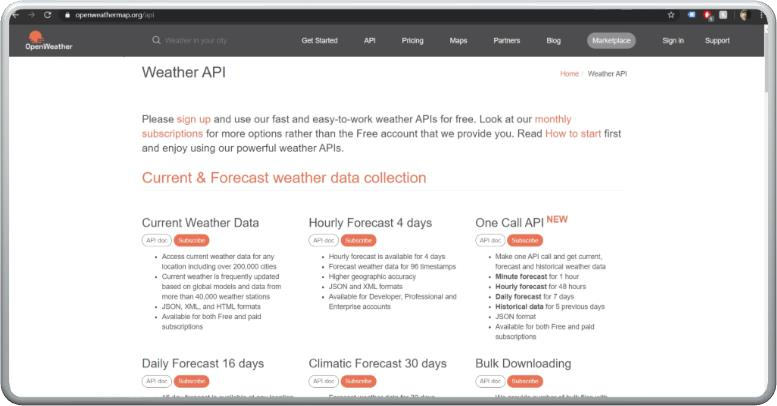 openweathermap.org/api
OpenWeather
Weather in your city
Get Started
API
Pricing
Maps
Partners
Blog
Marketplace
Sign in
Support
Weather API
Home / Weather API
Please sign up and use our fast and easy-to-work weather APIs for free. Look at our monthly
subscriptions for more options rather than the Free account that we provide you. Read How to start first
and enjoy using our powerful weather APIs.
Current & Forecast weather data collection
Current Weather Data
API doc Subscribe
• Access current weather data for any
location including over 200,000 cities
• Current weather is frequently updated
based on global models and data from
more than 40,000 weather stations
• JSON, XML, and HTML formats
• Available for both Free and paid
subscriptions
Hourly Forecast 4 days
API doc Subscribe
• Hourly forecast is available for 4 days
• Forecast weather data for 96 timestamps
• Higher geographic accuracy
• JSON and XML formats
• Available for Developer, Professional and
Enterprise accounts
One Call API NEW
API doc Subscribe
• Make one API call and get current,
forecast and historical weather data
• Minute forecast for 1 hour
• Hourly forecast for 48 hours
• Daily forecast for 7 days
• Historical data for 5 previous days
• JSON format
• Available for both Free and paid
subscriptions
Daily Forecast 16 days
API doc Subscribe
Climatic Forecast 30 days
API doc Subscribe
Bulk Downloading
API doc Subscribe